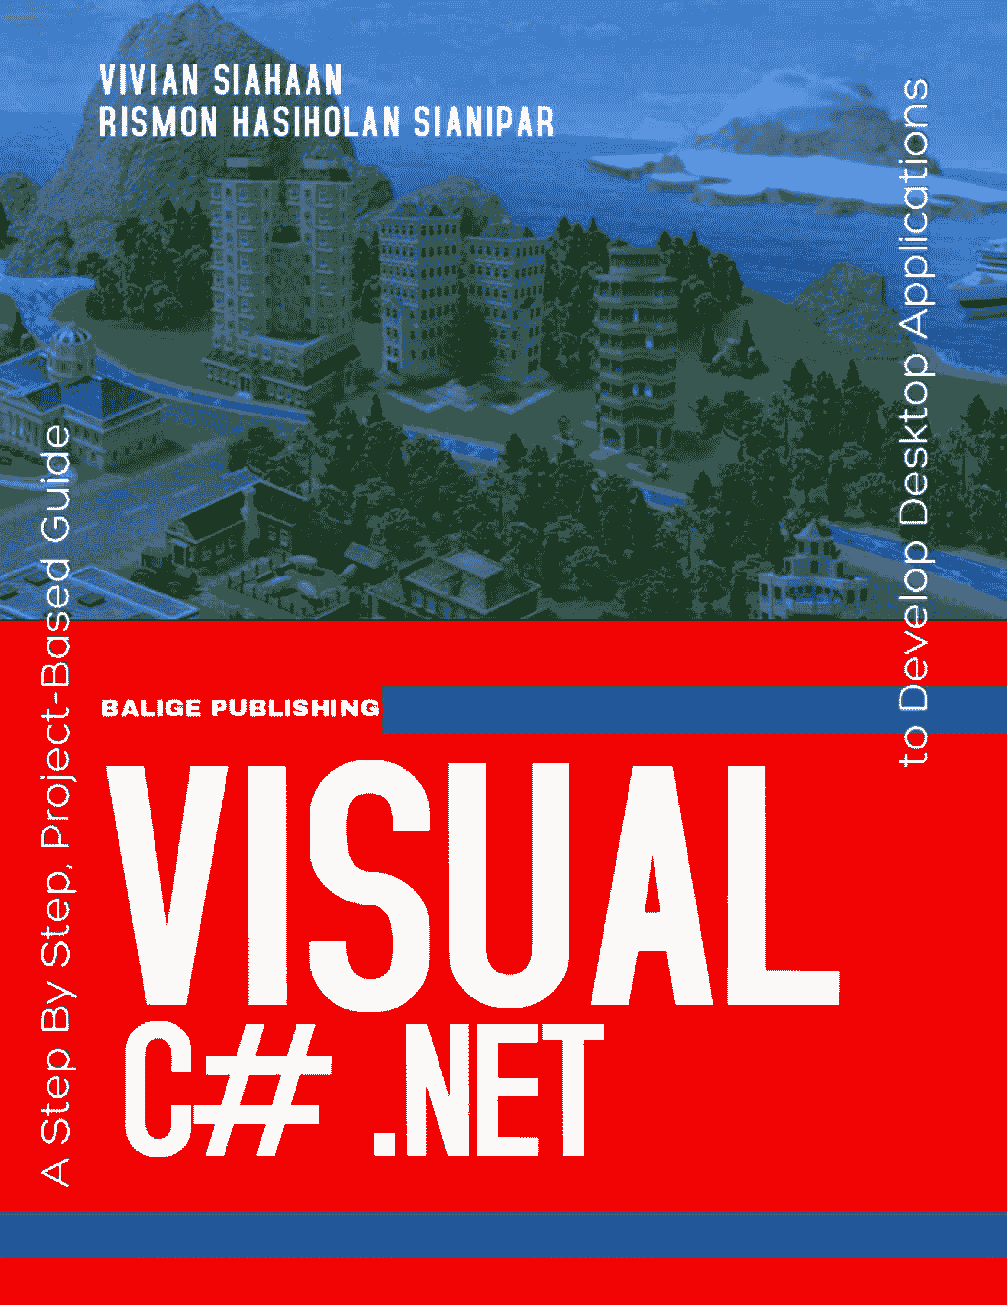 VIVIAN SIAHAAN
RISMON HASIHOLAN SIANIPAR
BALIGE PUBLISHING
VISUAL
C# .NET
A Step By Step, Project-Based Guide
to Develop Desktop Applications